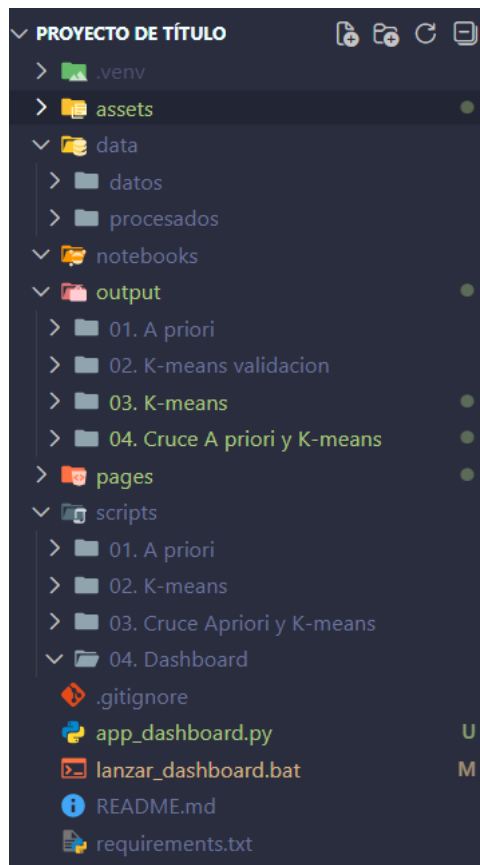 PROYECTO DE TÍTULO
.venv
assets
data
datos
procesados
notebooks
output
01. A priori
02. K-means validacion
03. K-means
04. Cruce A priori y K-means
pages
scripts
01. A priori
02. K-means
03. Cruce Apriori y K-means
04. Dashboard
.gitignore
app_dashboard.py U
lanzar_dashboard.bat M
README.md
requirements.txt